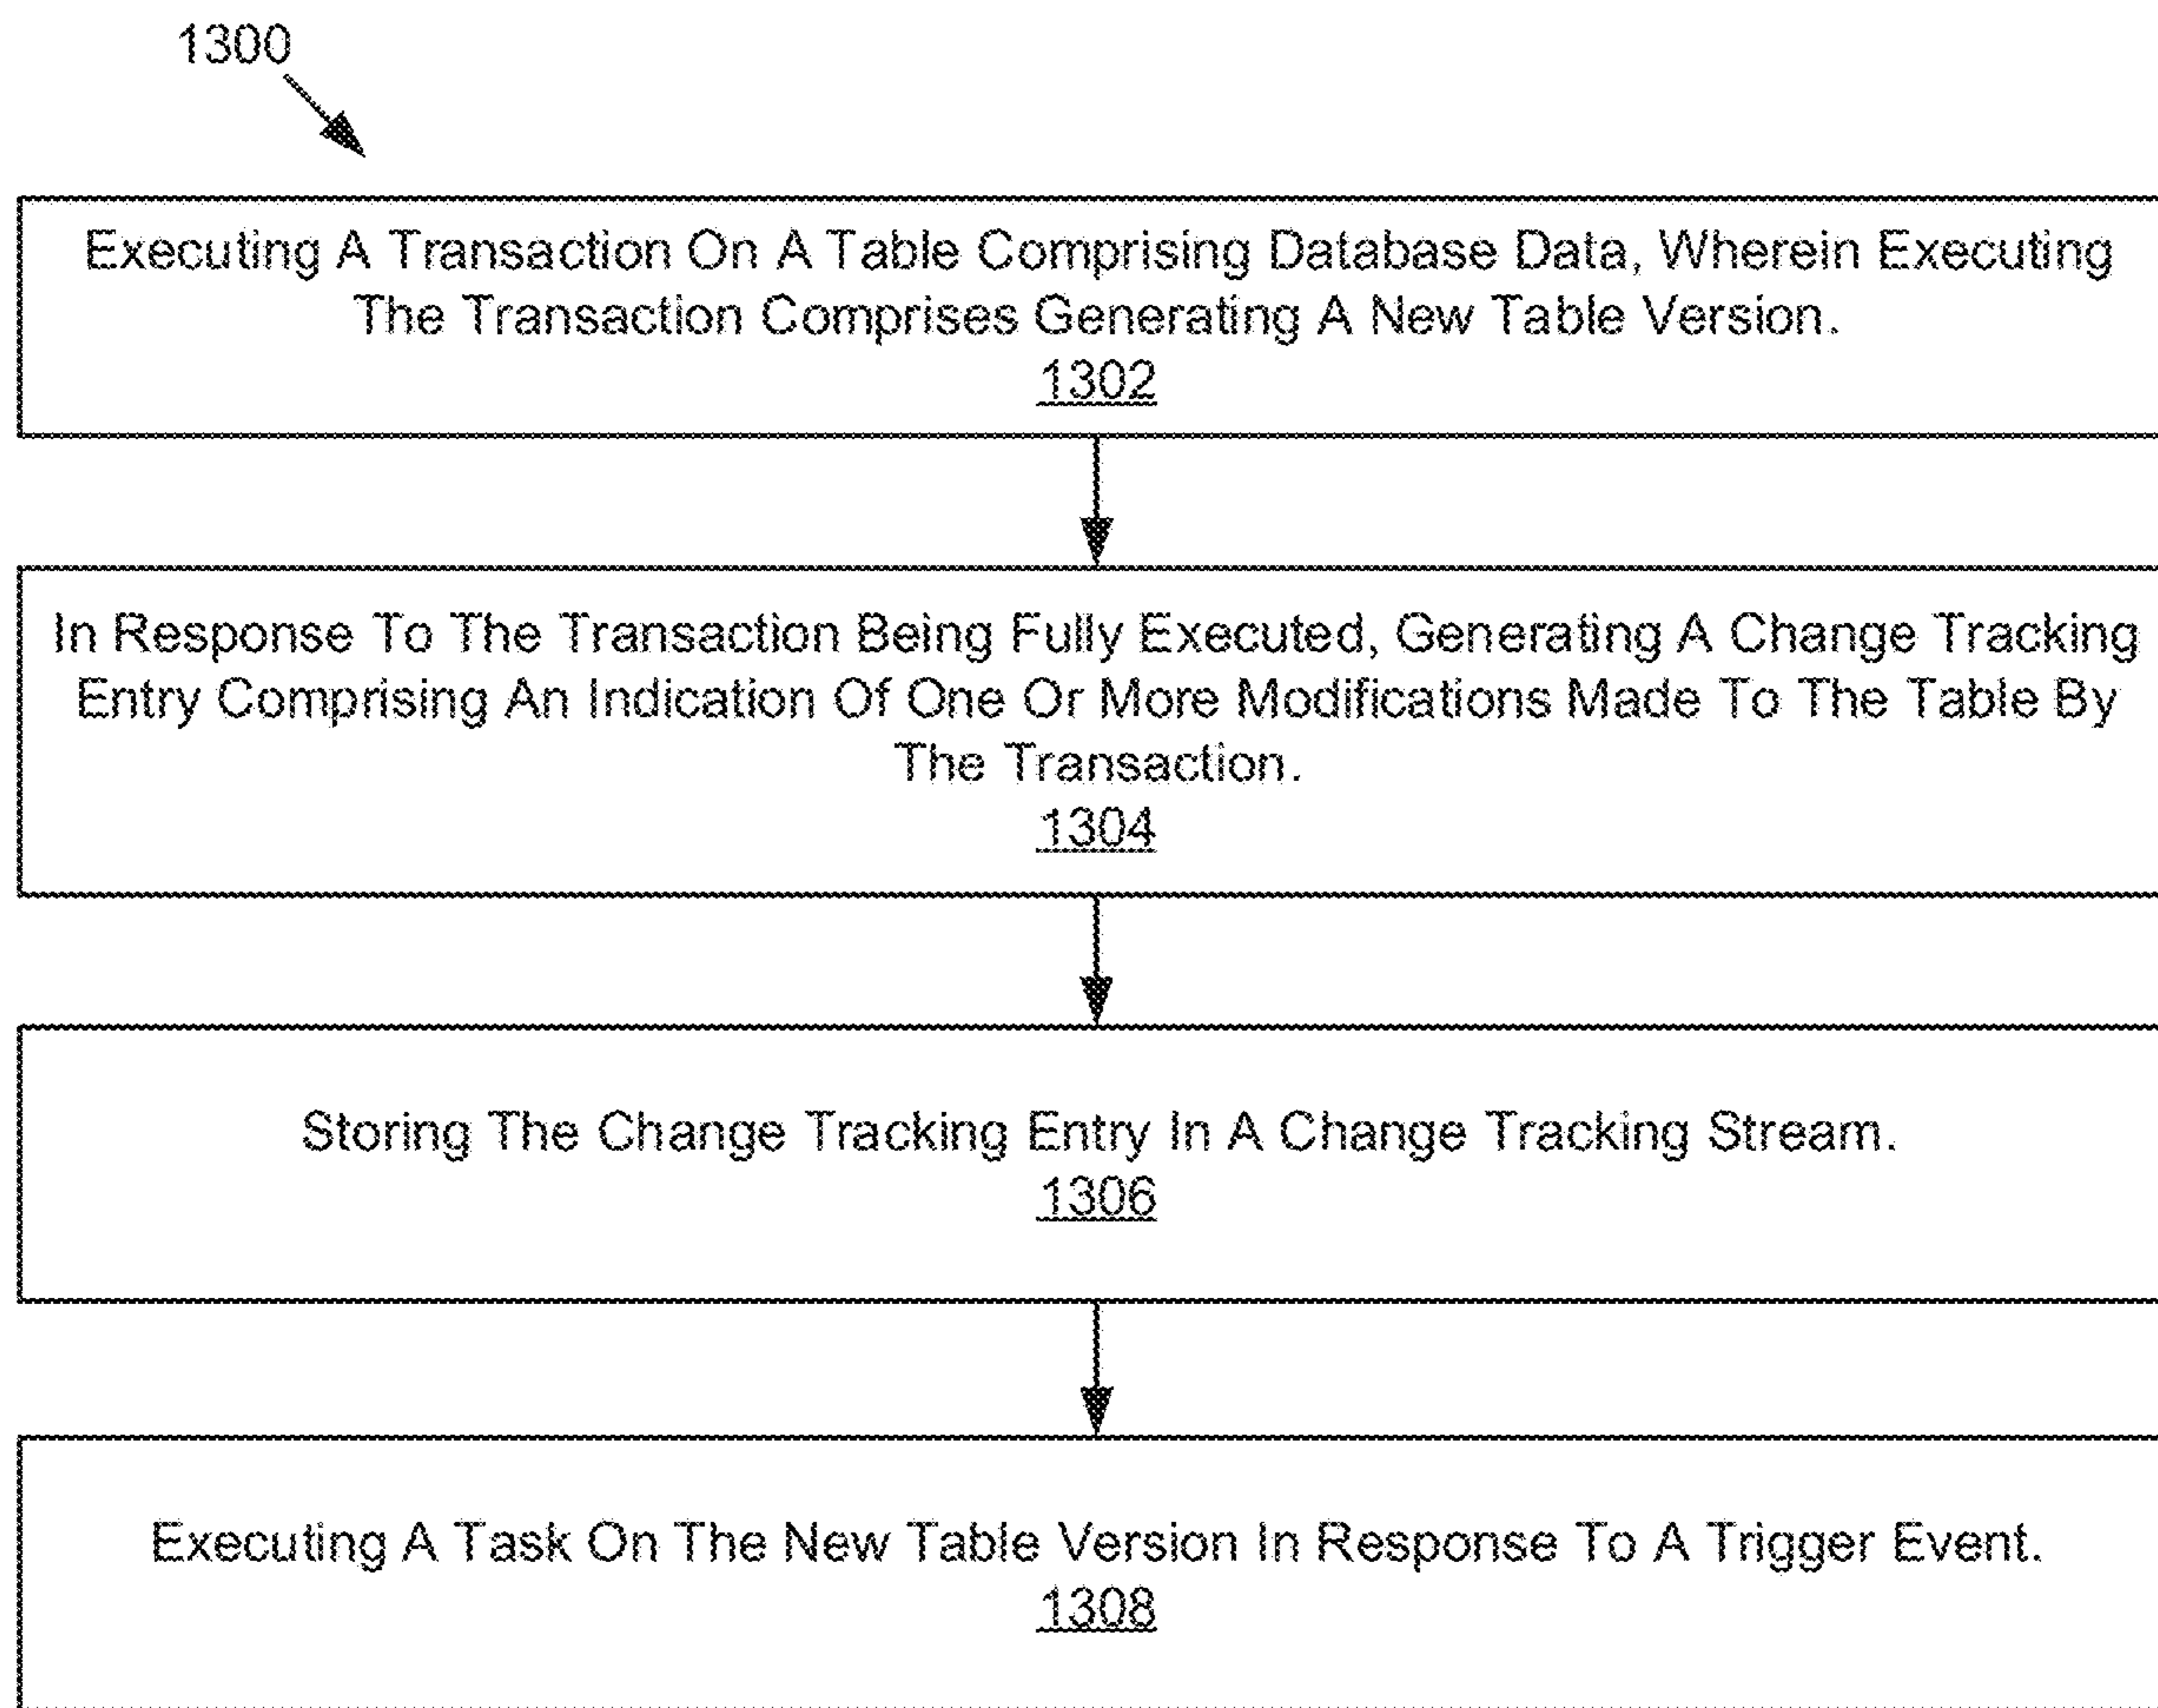 1300
Executing A Transaction On A Table Comprising Database Data, Wherein Executing
The Transaction Comprises Generating A New Table Version.
1302
In Response To The Transaction Being Fully Executed, Generating A Change Tracking
Entry Comprising An Indication Of One Or More Modifications Made To The Table By
The Transaction.
1304
Storing The Change Tracking Entry In A Change Tracking Stream.
1306
Executing A Task On The New Table Version In Response To A Trigger Event.
1308